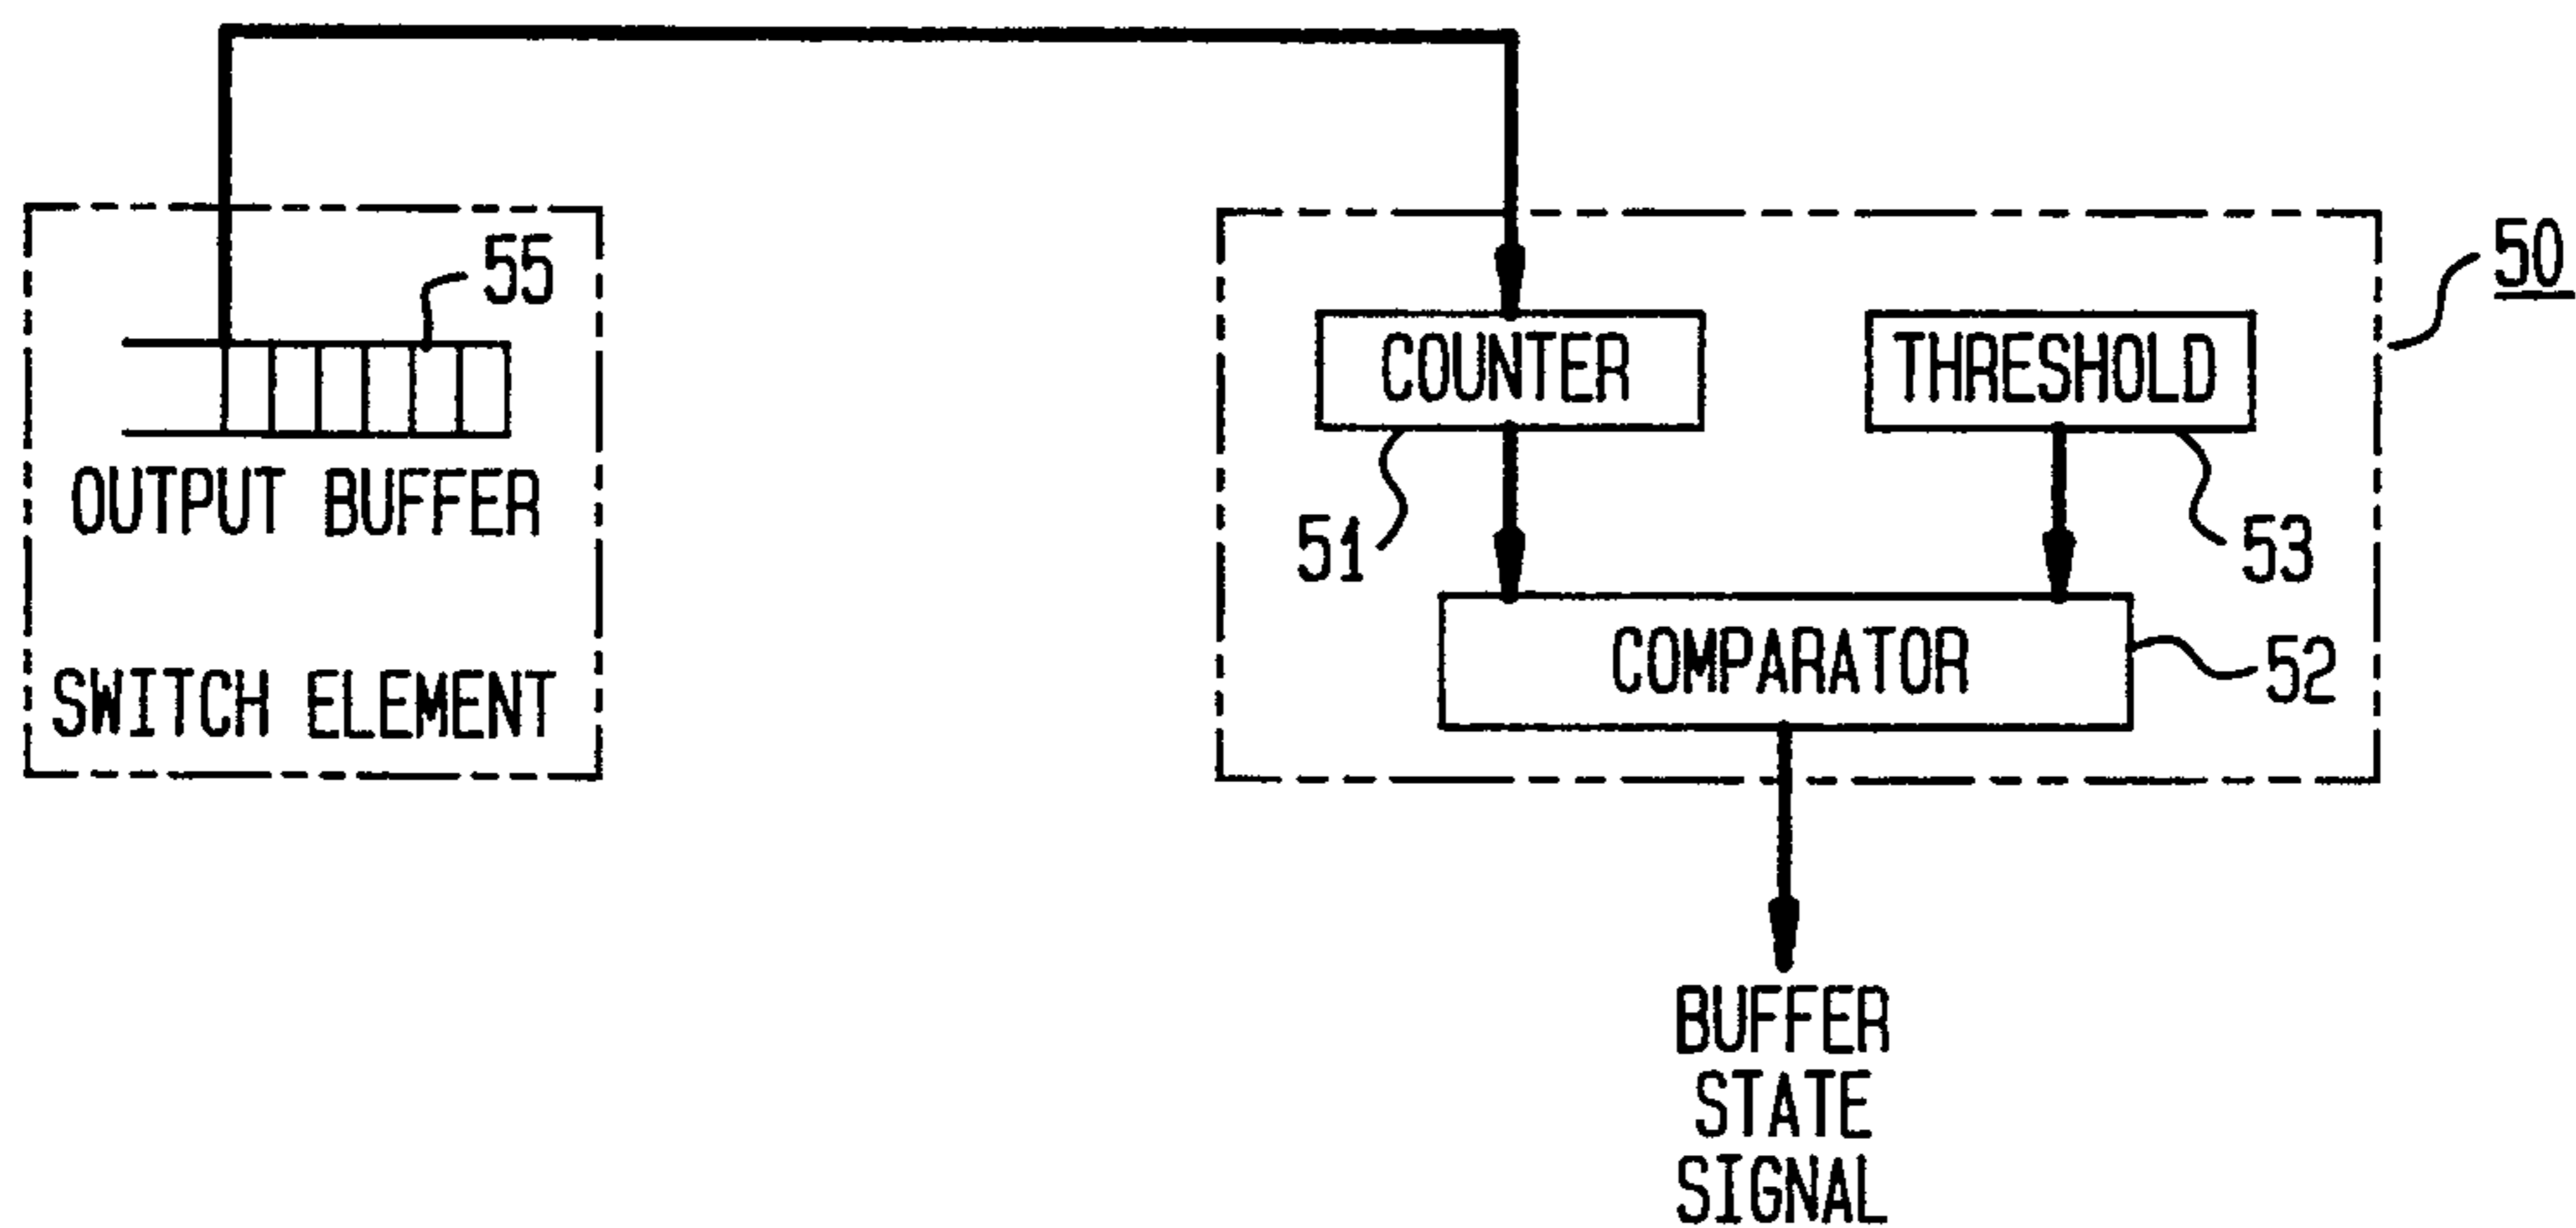 55
OUTPUT BUFFER
SWITCH ELEMENT
50
COUNTER
THRESHOLD
51
53
COMPARATOR
52
BUFFER
STATE
SIGNAL